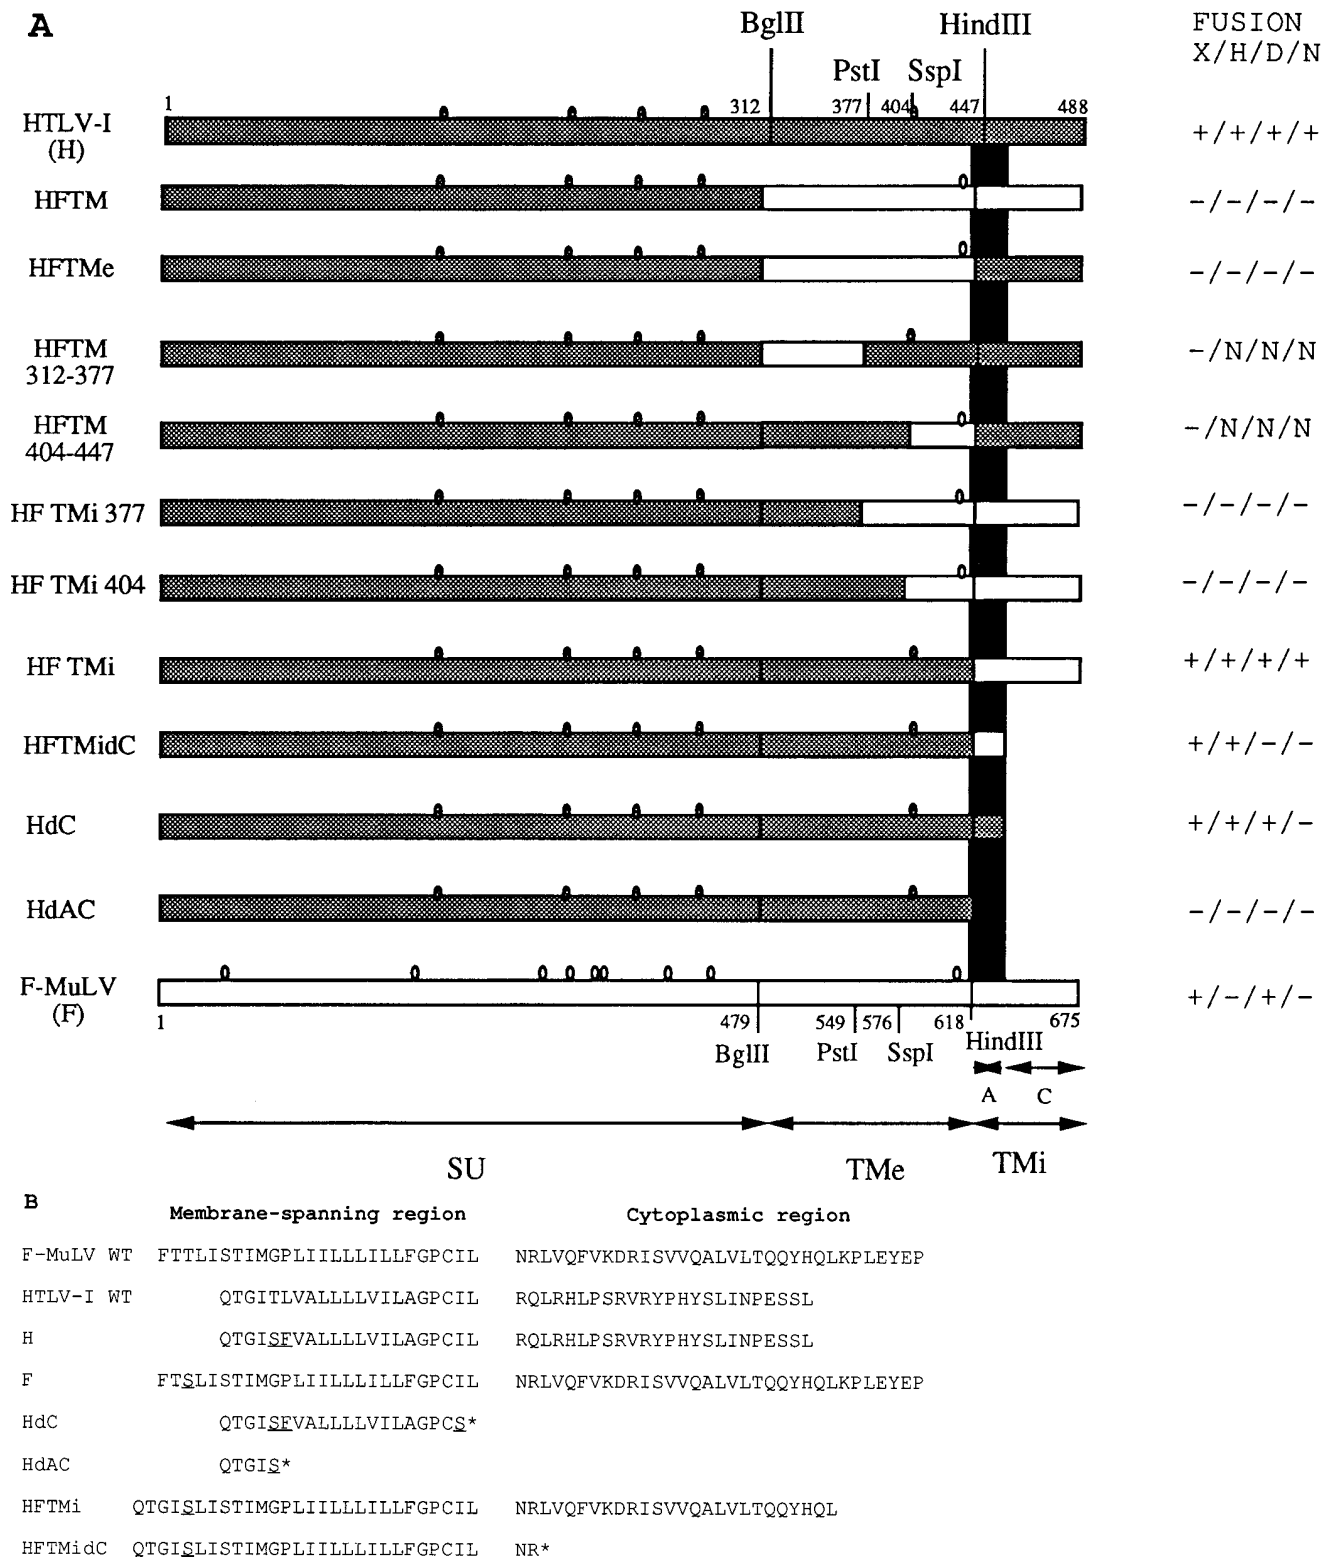 A
BglII HindIII FUSION
X/H/D/N
PstI SspI
1 312 377 404 447 488
HTLV-I
(H) +/+/+/+
HFTM -/-/-/-
HFTMe -/-/-/-
HFTM
312-377 -/N/N/N
HFTM
404-447 -/N/N/N
HF TMi 377 -/-/-/-
HF TMi 404 -/-/-/-
HF TMi +/+/+/+
HFTMidC +/+/-/-
HdC +/+/+/-
HdAC -/-/-/-
F-MuLV
(F) +/-/+/-
1 479 549 576 618 675
BglII PstI SspI HindIII
A C
SU TMe TMi
B
Membrane-spanning region Cytoplasmic region
F-MuLV WT FTTLISTIMGPLIILLLILLFGPCIL NRLVQFVKDRISVVQALVLTQQYHQLKPLEYEP
HTLV-I WT QTGITLVALLLLVILAGPCIL RQLRHLPSRVRYPHYSLINPESSL
H QTGISFVALLLLVILAGPCIL RQLRHLPSRVRYPHYSLINPESSL
F FTSLISTIMGPLIILLLILLFGPCIL NRLVQFVKDRISVVQALVLTQQYHQLKPLEYEP
HdC QTGISFVALLLLVILAGPCS*
HdAC QTGIS*
HFTMi QTGISLISTIMGPLIILLLILLFGPCIL NRLVQFVKDRISVVQALVLTQQYHQL
HFTMidC QTGISLISTIMGPLIILLLILLFGPCIL NR*